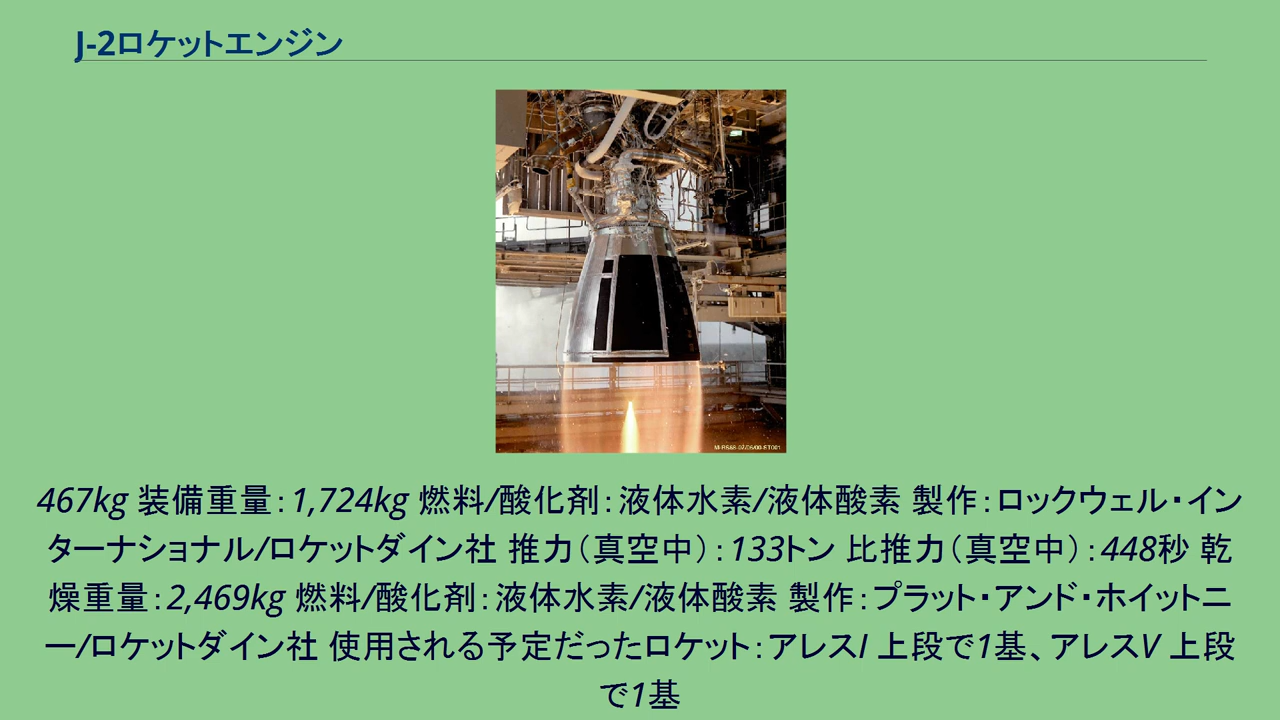 J-2ロケットエンジン
467kg 装備重量：1,724kg 燃料/酸化剤：液体水素/液体酸素 製作：ロックウェル・イン
ターナショナル/ロケットダイン社 推力（真空中）：133トン 比推力（真空中）：448秒 乾
燥重量：2,469kg 燃料/酸化剤：液体水素/液体酸素 製作：プラット・アンド・ホイットニ
ー/ロケットダイン社 使用される予定だったロケット：アレスI 上段で1基、アレスV 上段
で1基